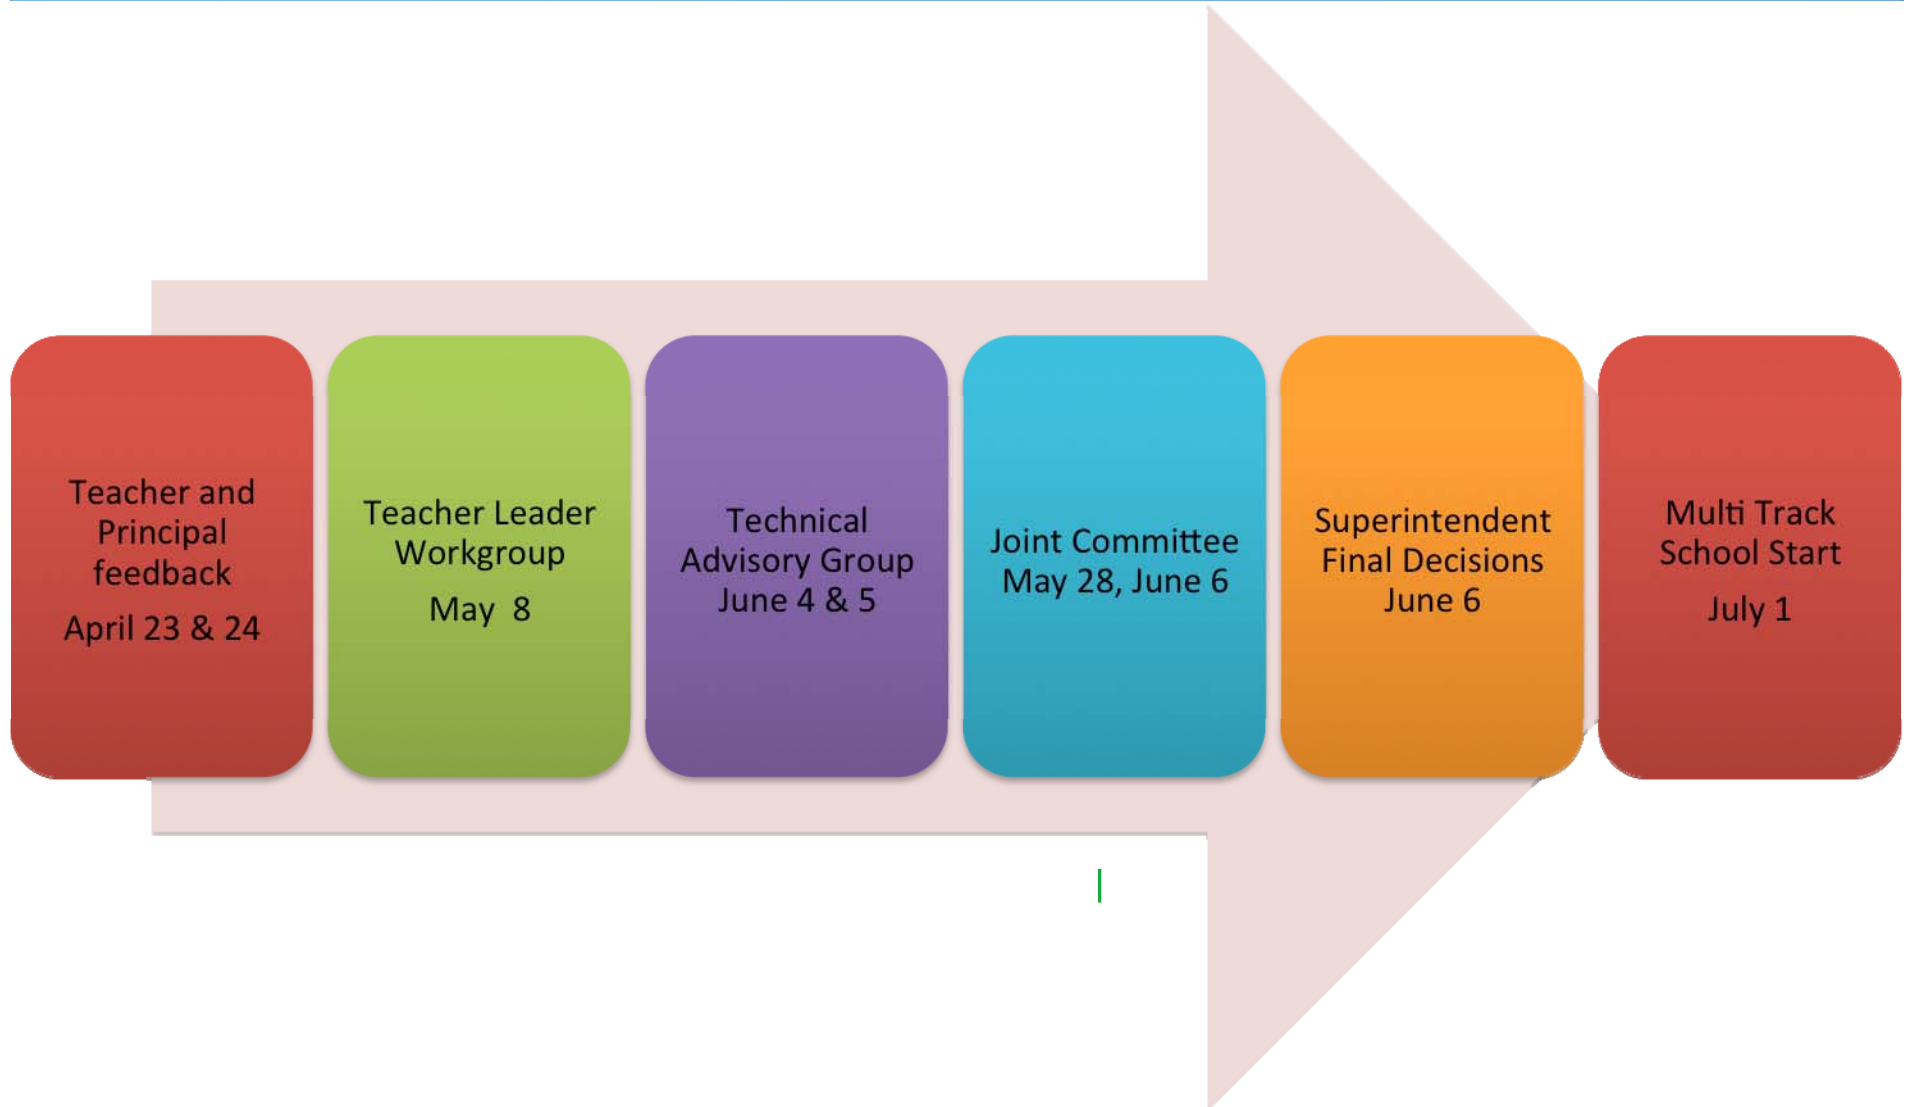 Teacher and
Principal
feedback
April 23 & 24
Teacher Leader
Workgroup
May 8
Technical
Advisory Group
June 4 & 5
Joint Committee
May 28, June 6
Superintendent
Final Decisions
June 6
Multi Track
School Start
July 1